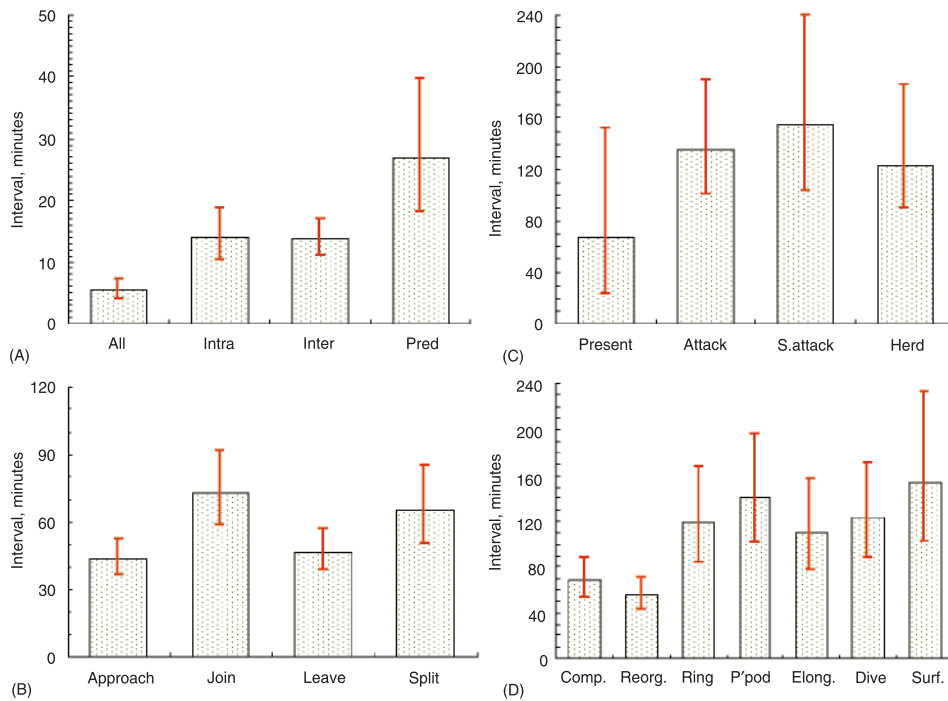 50
40
30
20
10
0
Interval, minutes
All Intra Inter Pred
(A)
240
200
160
120
80
40
0
Interval, minutes
Present Attack S.attack Herd
(C)
120
90
60
30
0
Interval, minutes
Approach Join Leave Split
(B)
240
200
160
120
80
40
0
Interval, minutes
Comp. Reorg. Ring P'pod Elong. Dive Surf.
(D)